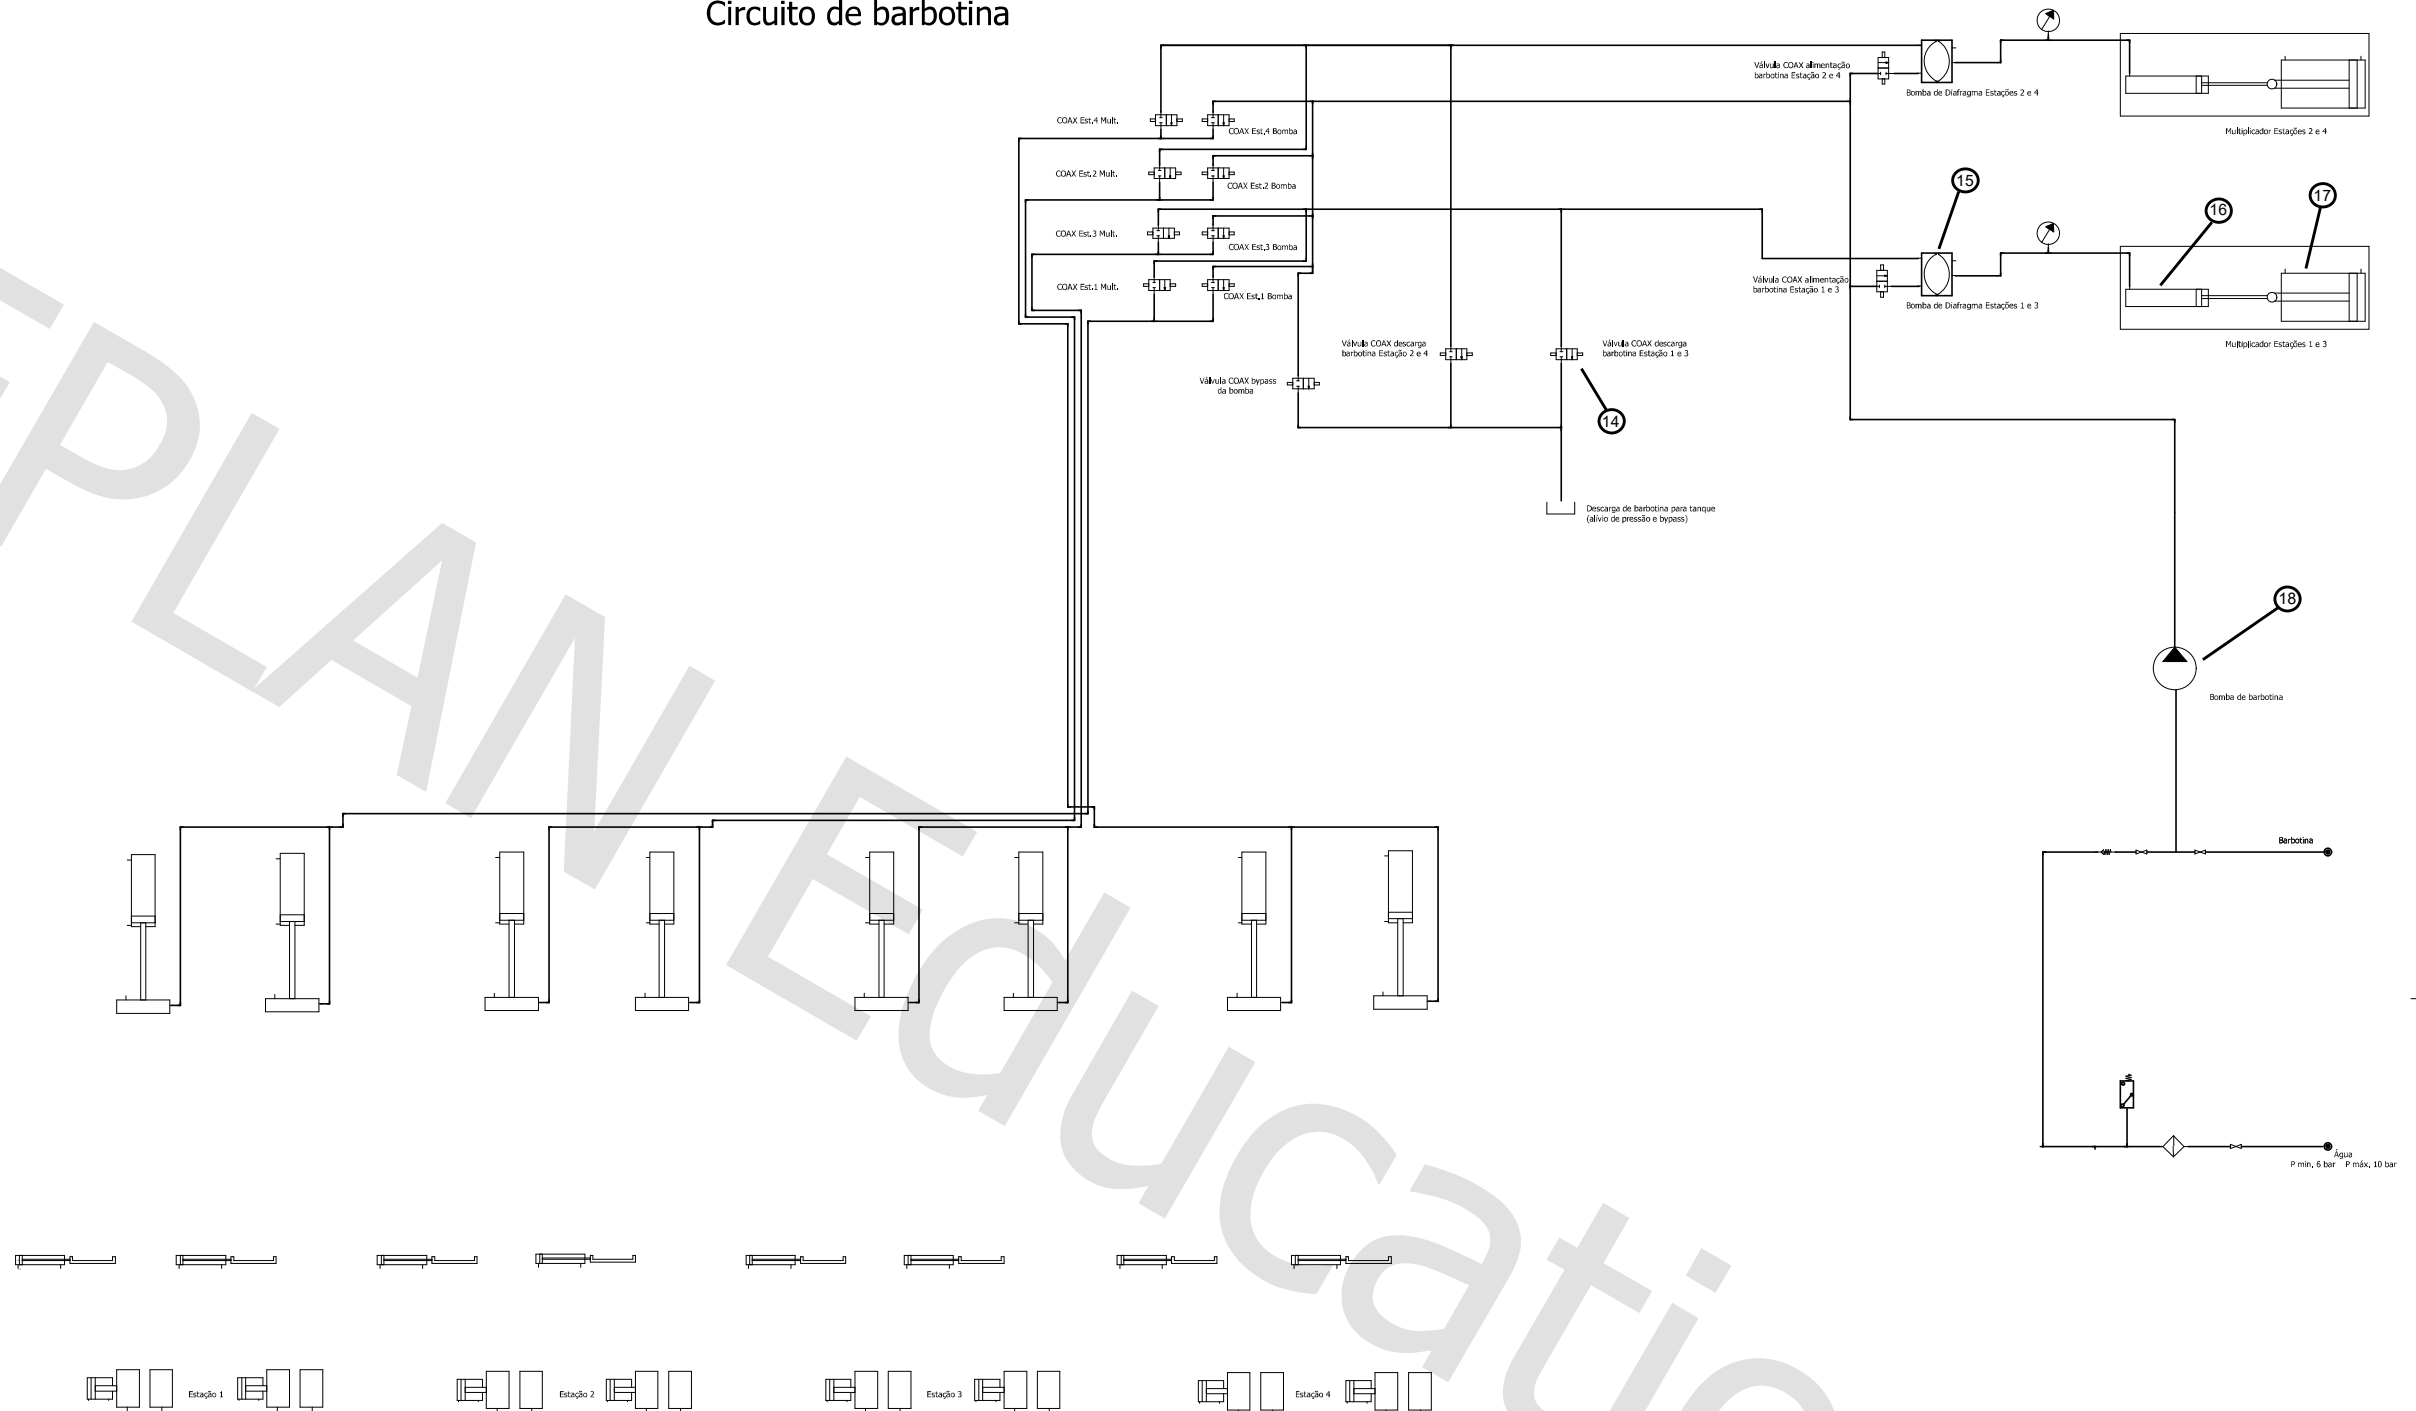 Circuito de barbotina
Válvula COAX alimentação
barbotina Estação 2 e 4
Bomba de Diafragma Estações 2 e 4
Multiplicador Estações 2 e 4
COAX Est.4 Mult.
COAX Est.4 Bomba
COAX Est.2 Mult.
COAX Est.2 Bomba
15
16
17
COAX Est.3 Mult.
COAX Est.3 Bomba
COAX Est.1 Mult.
COAX Est.1 Bomba
Válvula COAX alimentação
barbotina Estação 1 e 3
Bomba de Diafragma Estações 1 e 3
Multiplicador Estações 1 e 3
Válvula COAX descarga
barbotina Estação 2 e 4
Válvula COAX descarga
barbotina Estação 1 e 3
Válvula COAX bypass
da bomba
14
Descarga de barbotina para tanque
(alívio de pressão e bypass)
18
Bomba de barbotina
Barbotina
Água
P min. 6 bar P máx. 10 bar
Estação 1
Estação 2
Estação 3
Estação 4
EPLAN Educatio